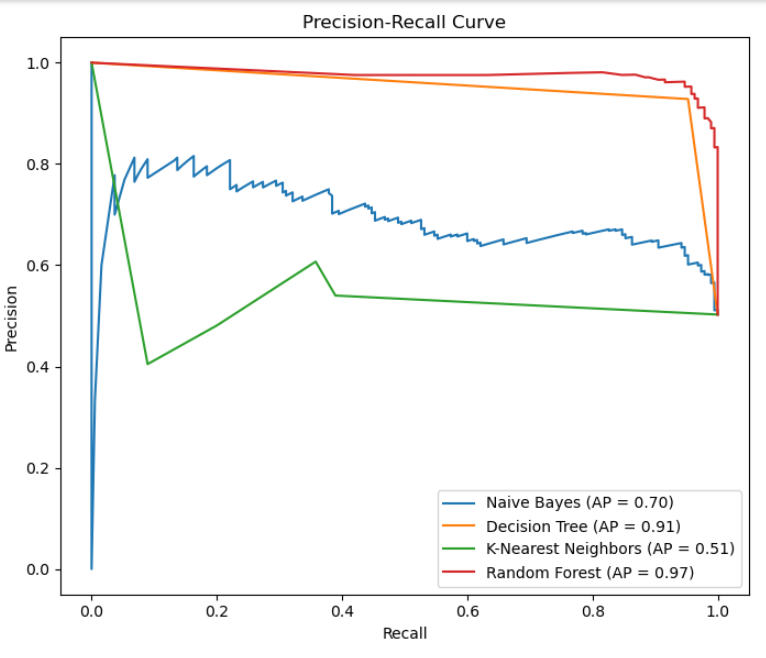 Precision-Recall Curve
Precision
1.0
0.8
0.6
0.4
0.2
0.0
0.0 0.2 0.4 0.6 0.8 1.0
Recall
Naive Bayes (AP = 0.70)
Decision Tree (AP = 0.91)
K-Nearest Neighbors (AP = 0.51)
Random Forest (AP = 0.97)